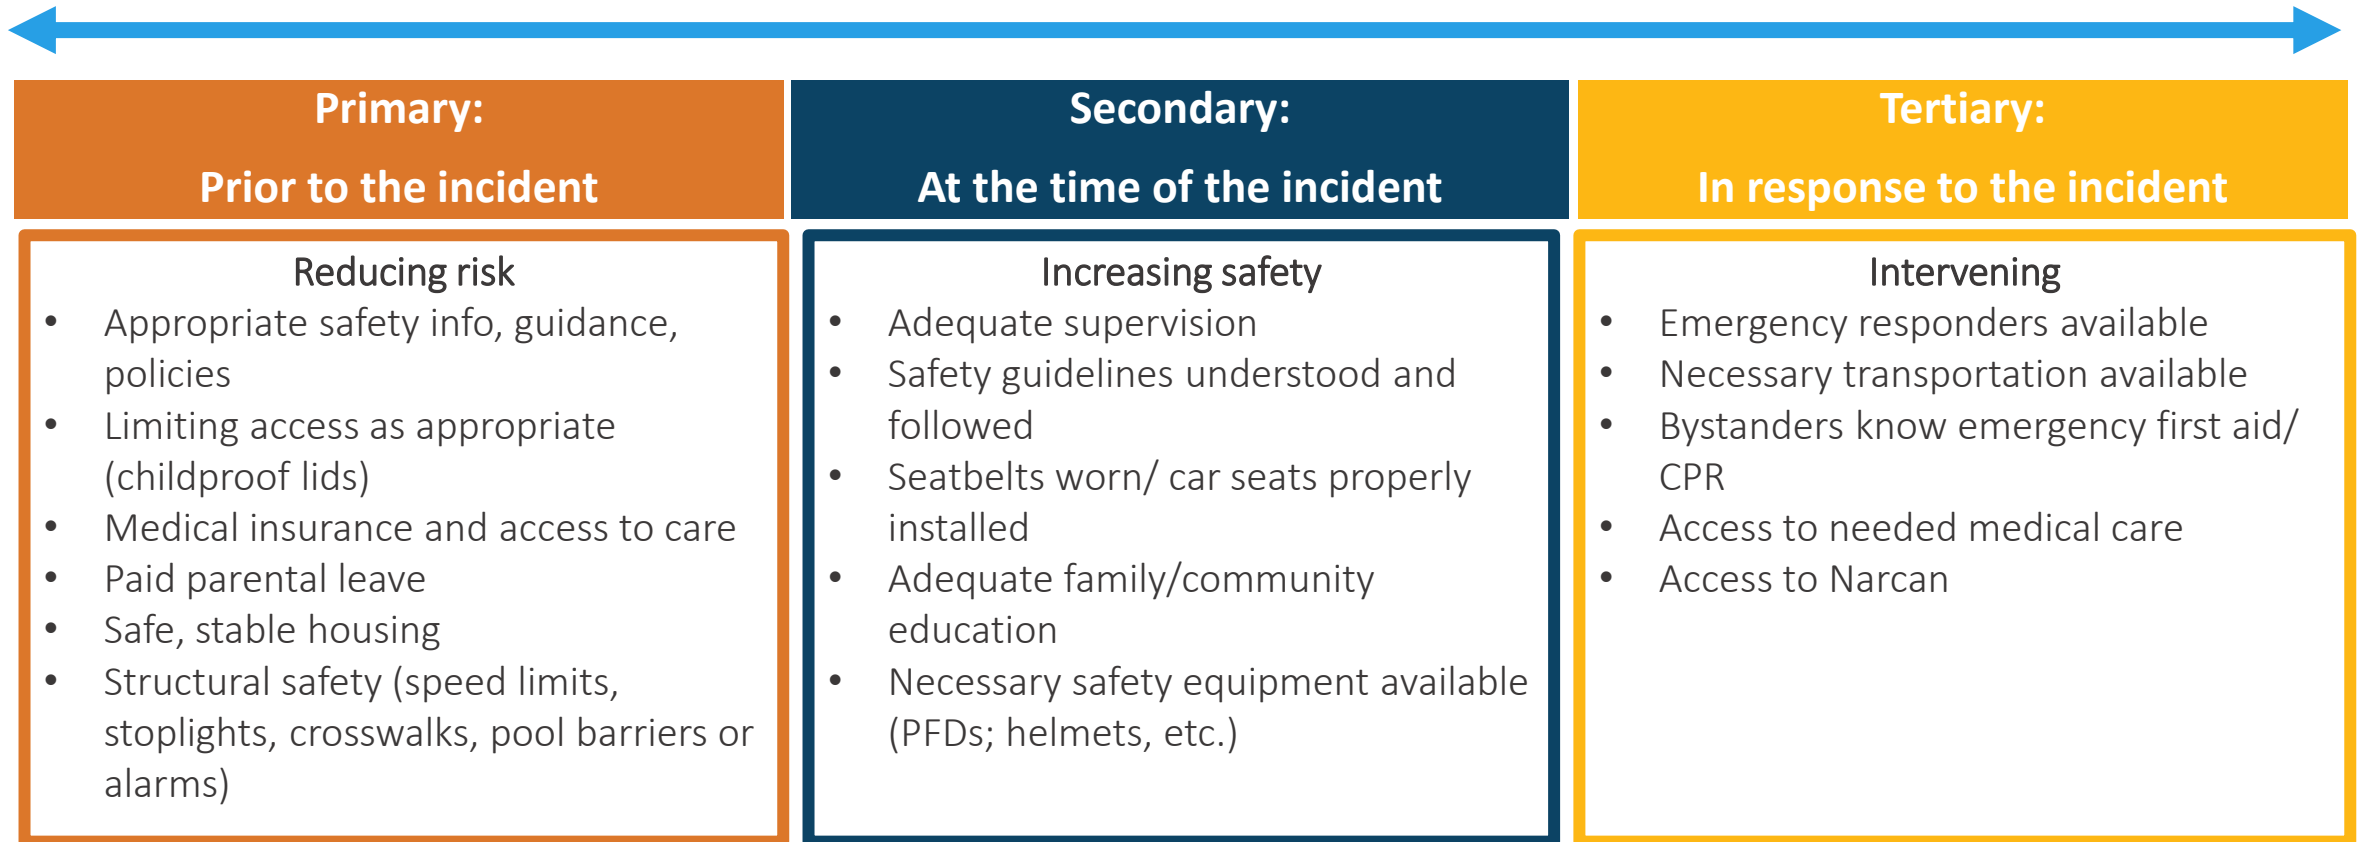 Primary:
Prior to the incident
Reducing risk
• Appropriate safety info, guidance,
policies
• Limiting access as appropriate
(childproof lids)
• Medical insurance and access to care
• Paid parental leave
• Safe, stable housing
• Structural safety (speed limits,
stoplights, crosswalks, pool barriers or
alarms)
Secondary:
At the time of the incident
Increasing safety
• Adequate supervision
• Safety guidelines understood and
followed
• Seatbelts worn/ car seats properly
installed
• Adequate family/community
education
• Necessary safety equipment available
(PFDs; helmets, etc.)
Tertiary:
In response to the incident
Intervening
• Emergency responders available
• Necessary transportation available
• Bystanders know emergency first aid/
CPR
• Access to needed medical care
• Access to Narcan